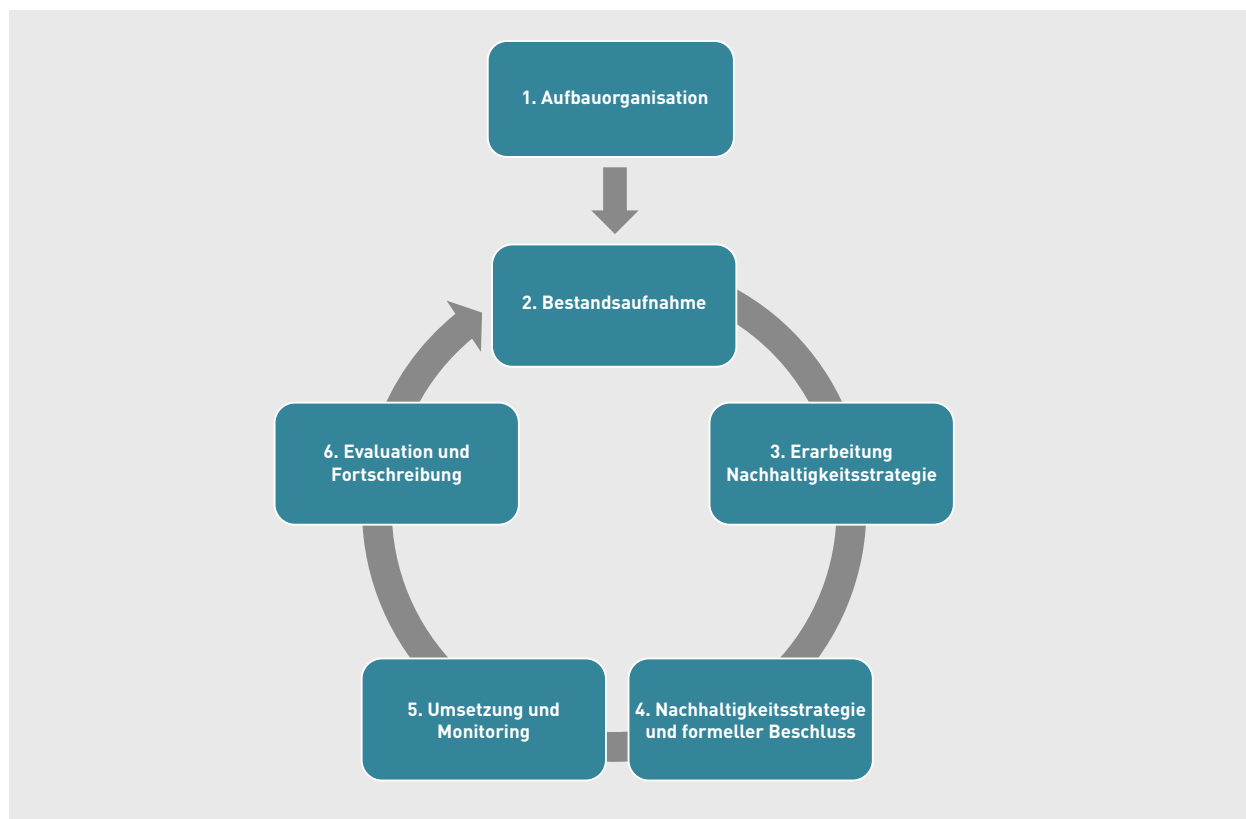 1. Aufbauorganisation
2. Bestandsaufnahme
3. Erarbeitung
Nachhaltigkeitsstrategie
4. Nachhaltigkeitsstrategie
und formeller Beschluss
5. Umsetzung und
Monitoring
6. Evaluation und
Fortschreibung